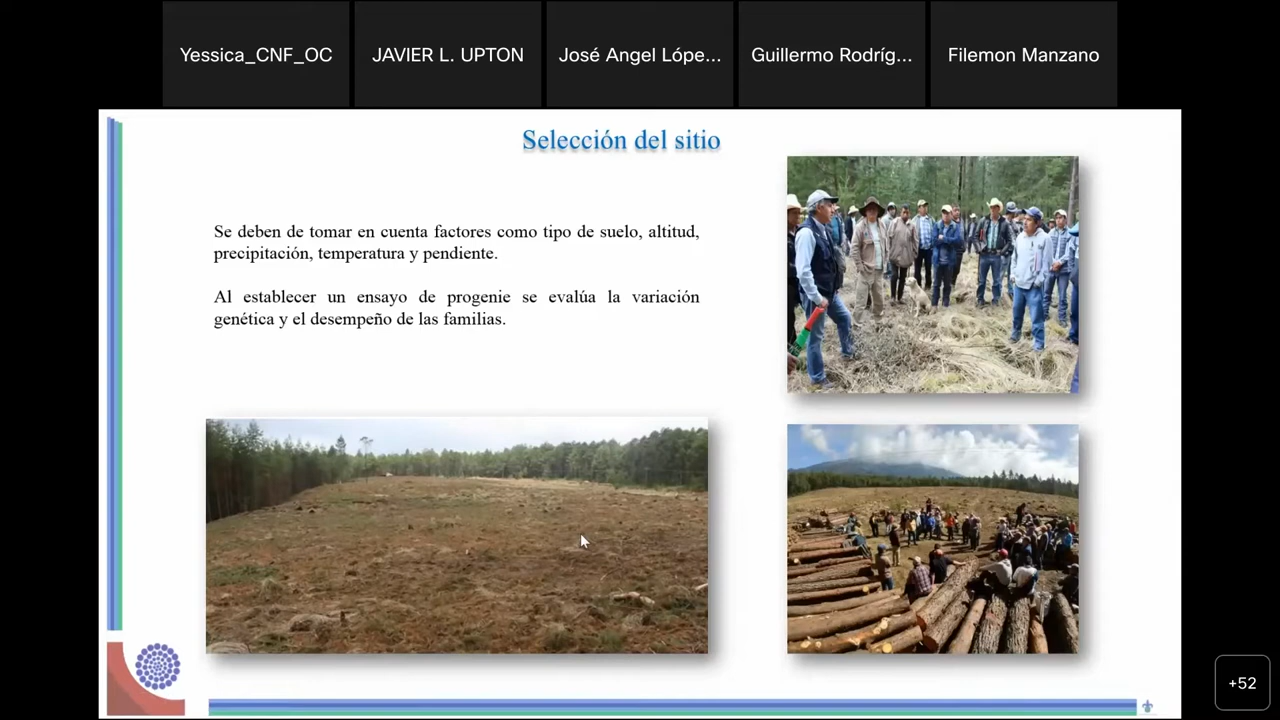 Yessica_CNF_OC
JAVIER L. UPTON
José Angel Lópe...
Guillermo Rodríg...
Filemon Manzano
Selección del sitio
Se deben de tomar en cuenta factores como tipo de suelo, altitud,
precipitación, temperatura y pendiente.
Al establecer un ensayo de progenie se evalúa la variación
genética y el desempeño de las familias.
+52